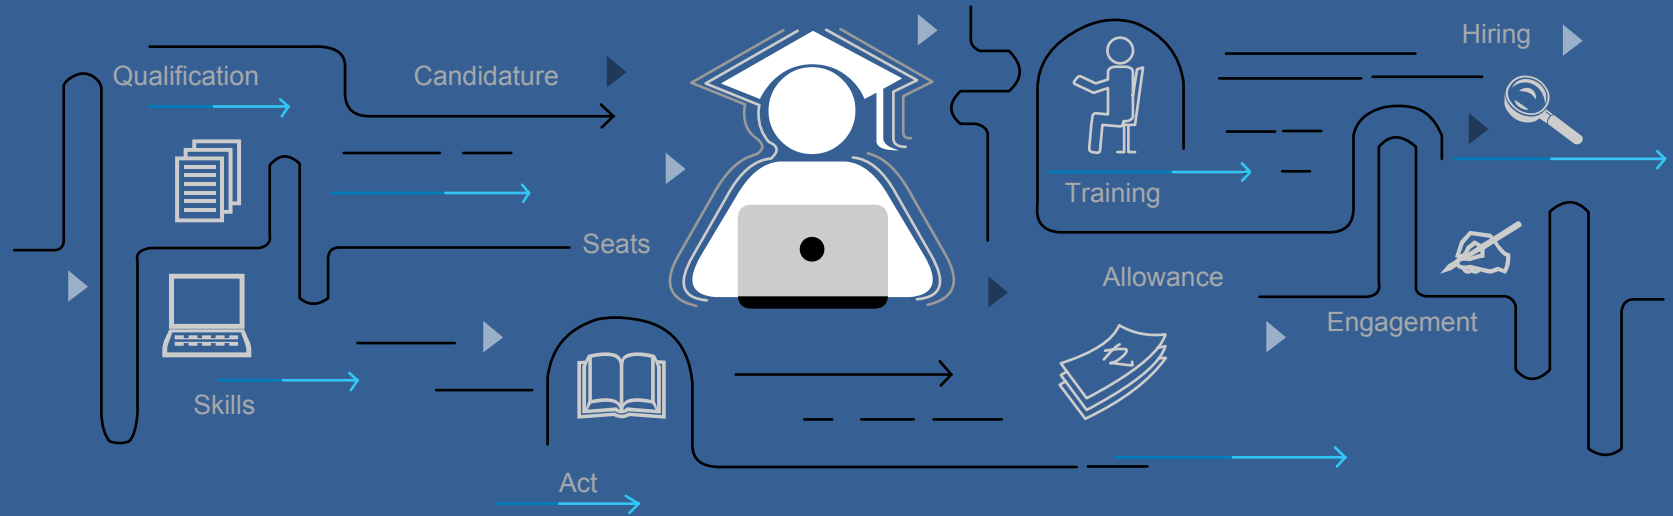 Qualification
Candidature
Hiring
Training
Seats
Allowance
Engagement
Skills
Act